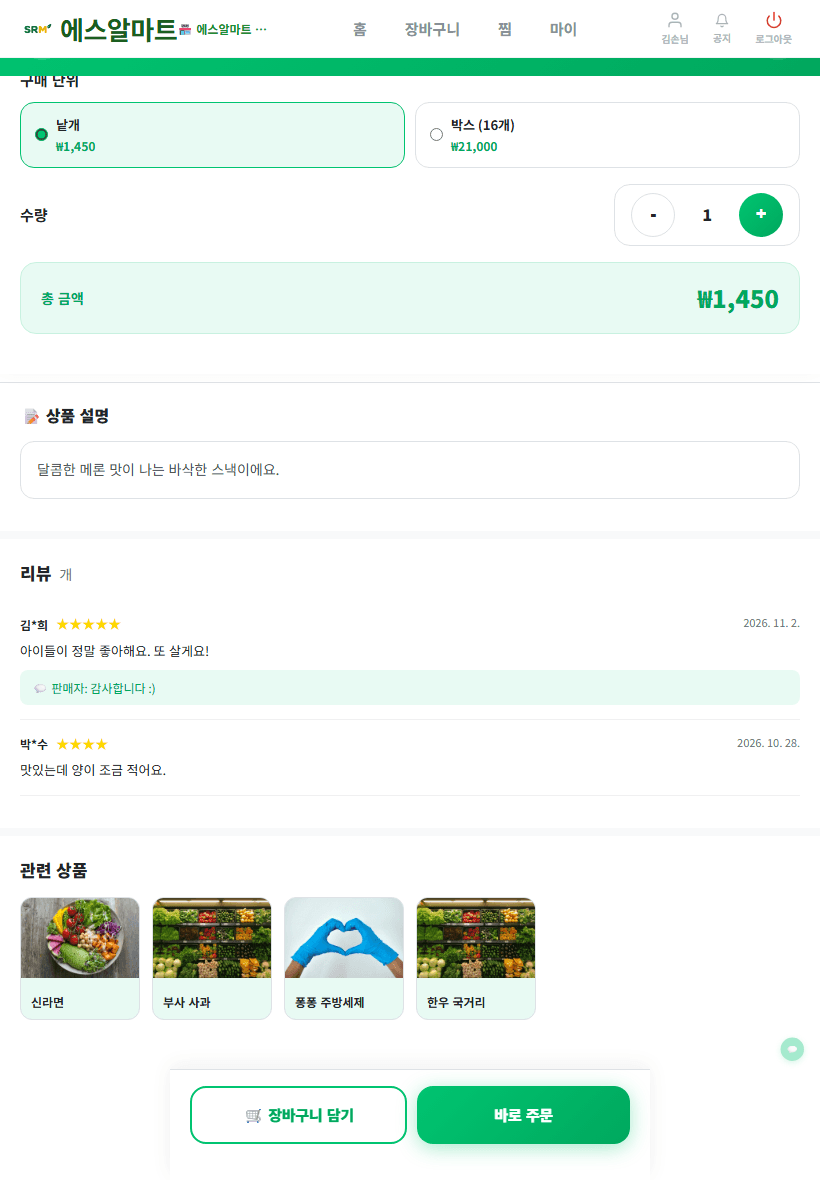 SRM 에스알마트 에스알마트 ...
홈 장바구니 찜 마이
김손님 공지 로그아웃
구매 단위
낱개
₩1,450
박스 (16개)
₩21,000
수량
- 1 +
총 금액 ₩1,450
상품 설명
달콤한 메론 맛이 나는 바삭한 스낵이에요.
리뷰 개
김*희 ★★★★★ 2026. 11. 2.
아이들이 정말 좋아해요. 또 살게요!
판매자: 감사합니다 :)
박*수 ★★★★ 2026. 10. 28.
맛있는데 양이 조금 적어요.
관련 상품
신라면 부사 사과 퐁퐁 주방세제 한우 국거리
장바구니 담기 바로 주문